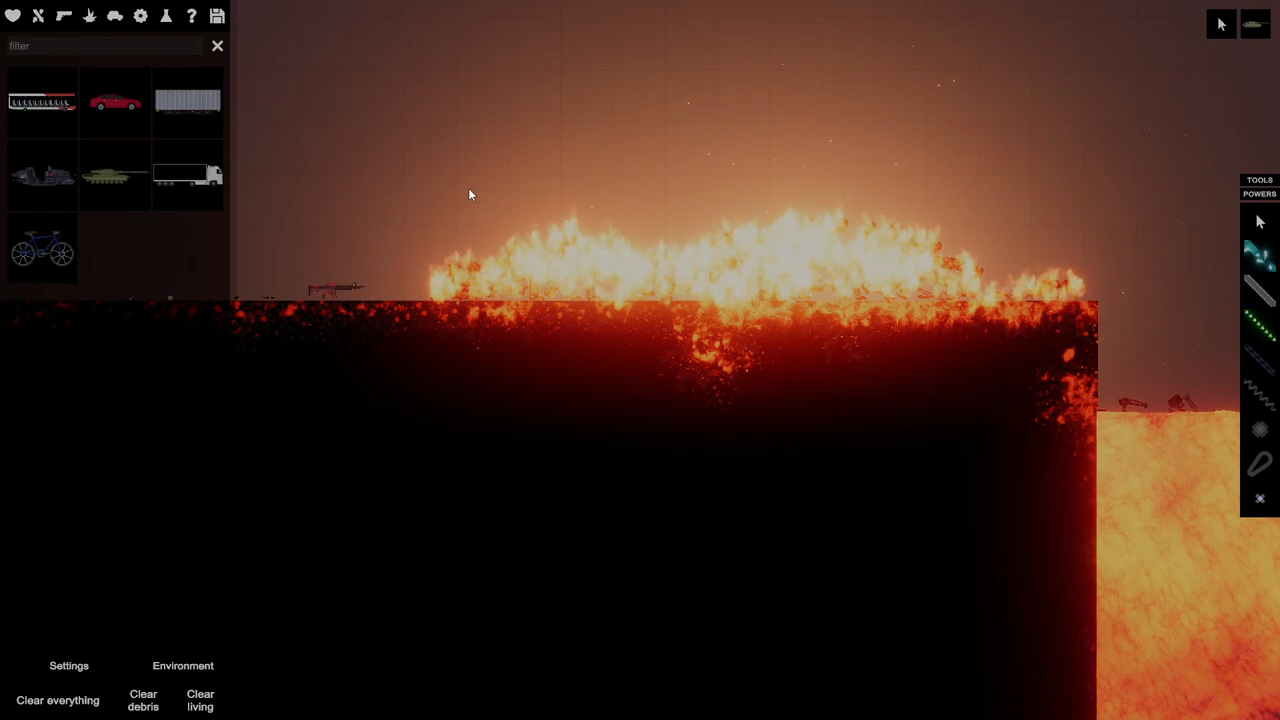 filter
TOOLS
POWERS
Settings
Environment
Clear everything
Clear
debris
Clear
living